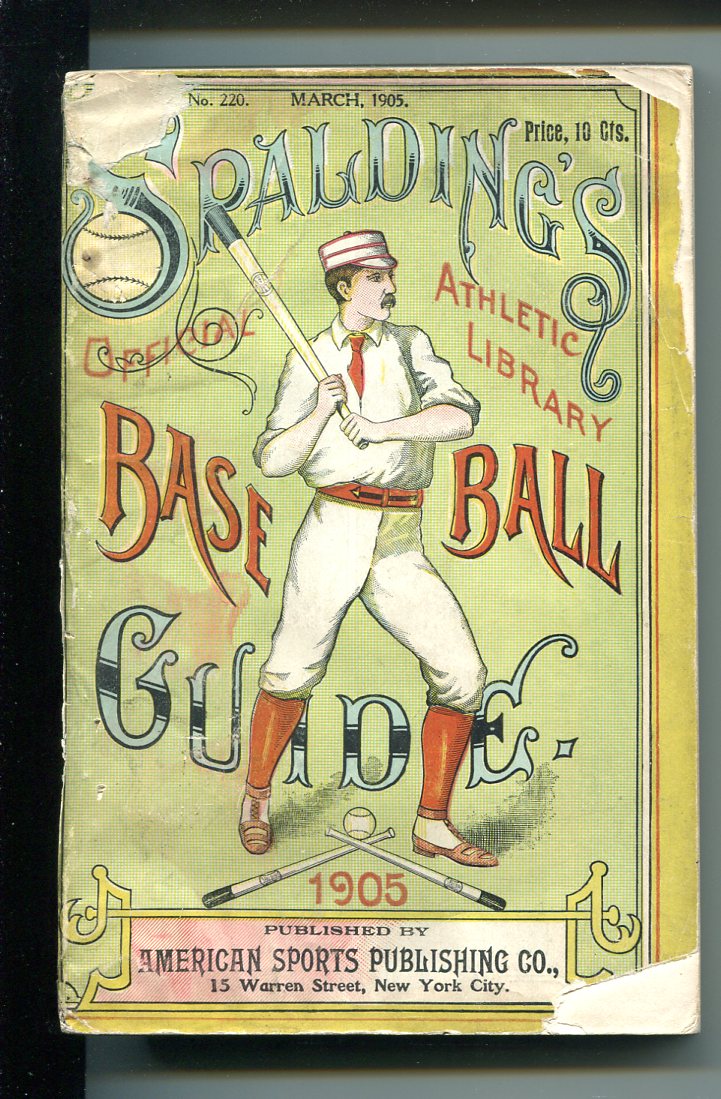 No. 220. MARCH, 1905.
Price, 10 Cts.
SPALDING'S
OFFICIAL
ATHLETIC
LIBRARY
BASE BALL
GUIDE.
1905
PUBLISHED BY
AMERICAN SPORTS PUBLISHING CO.,
15 Warren Street, New York City.